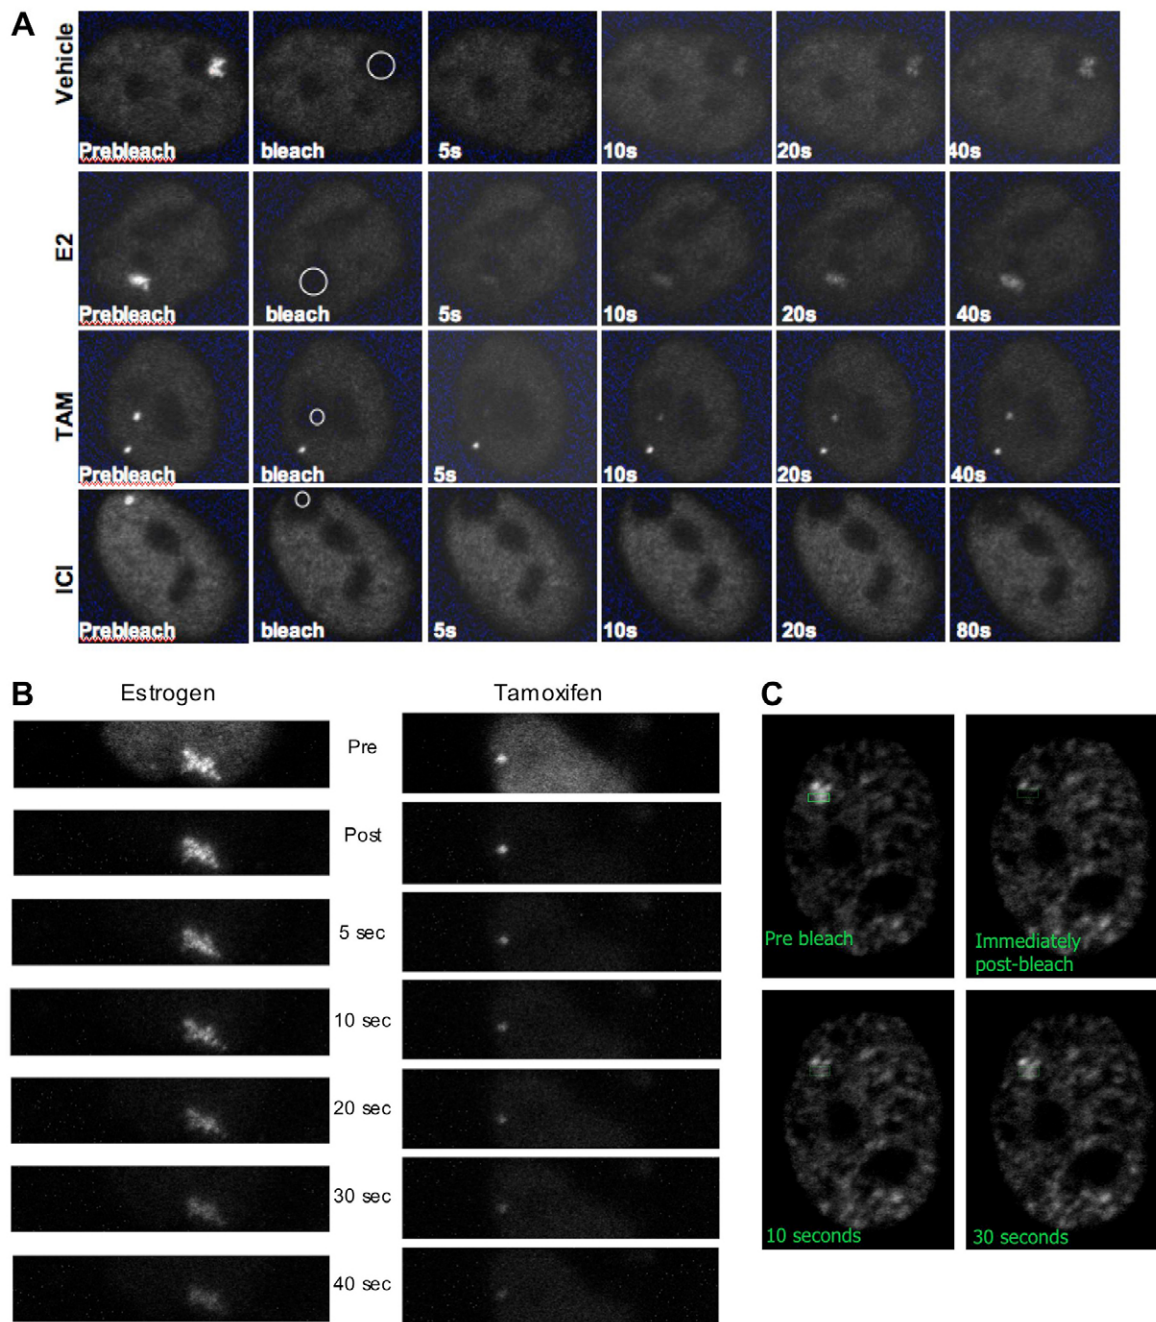 A
Vehicle
Prebleach bleach 5s 10s 20s 40s
E2
Prebleach bleach 5s 10s 20s 40s
TAM
Prebleach bleach 5s 10s 20s 40s
ICI
Prebleach bleach 5s 10s 20s 80s
B
Estrogen Tamoxifen
Pre
Post
5 sec
10 sec
20 sec
30 sec
40 sec
C
Pre bleach
Immediately
post-bleach
10 seconds
30 seconds